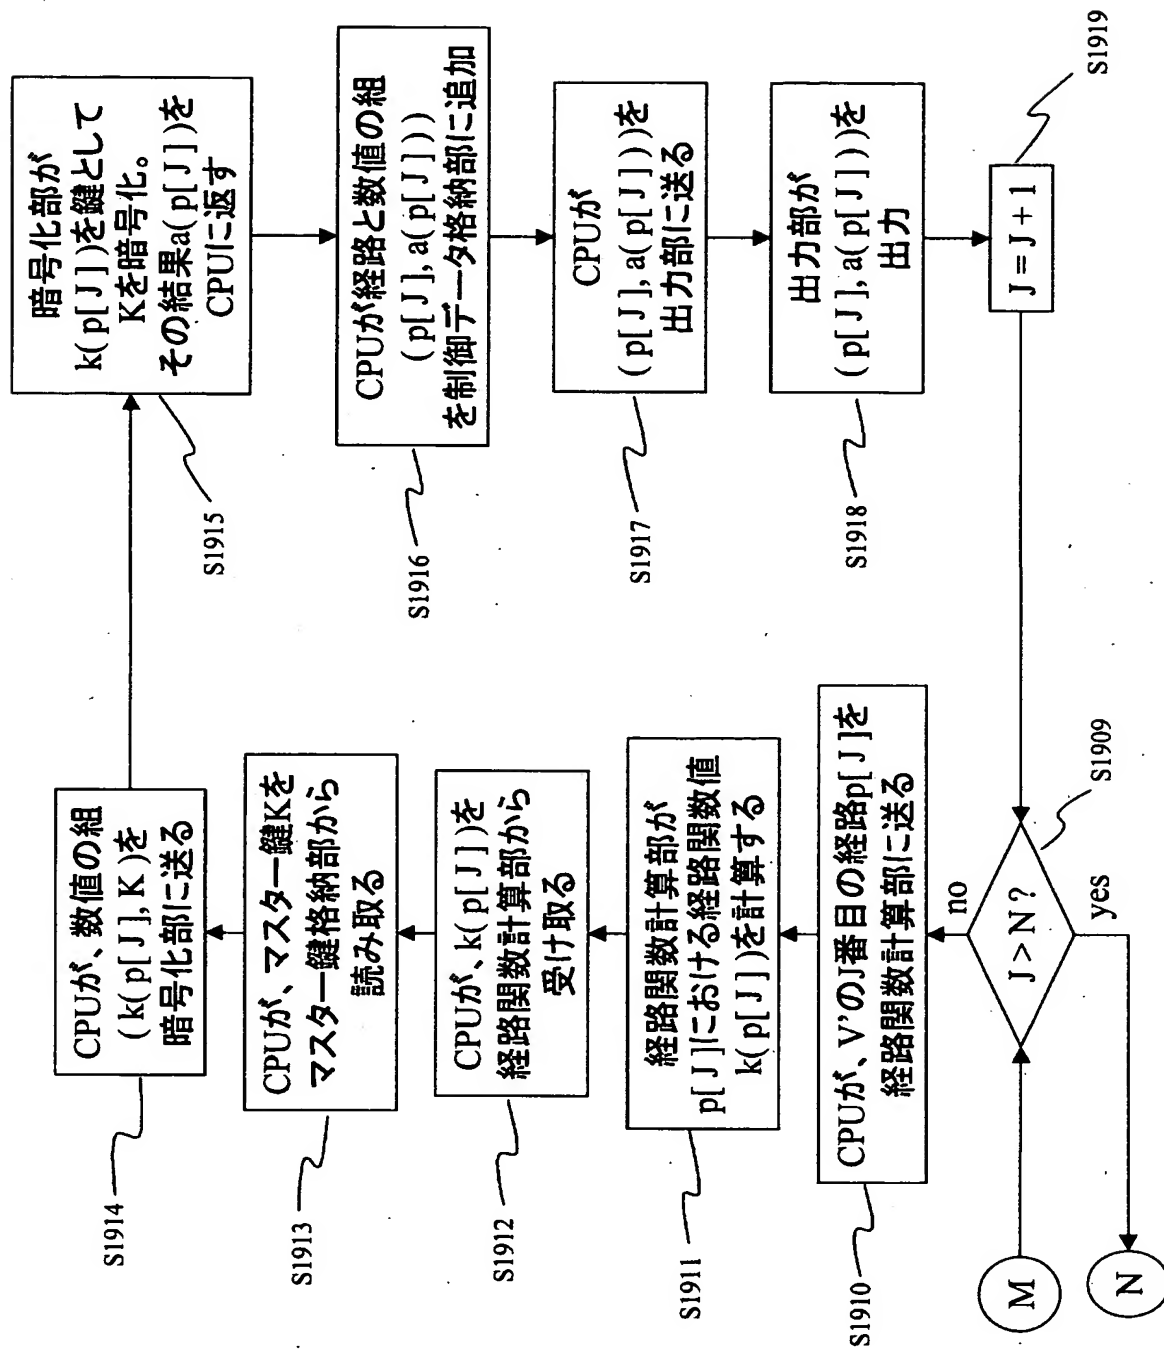 M
N
J>N?
no
yes
S1909
CPUが、V'のJ番目の経路p[J]を
経路関数計算部に送る
S1910
経路関数計算部が
p[J]における経路関数値
k(p[J])を計算する
S1911
CPUが、k(p[J])を
経路関数計算部から
受け取る
S1912
CPUが、マスター鍵Kを
マスター鍵格納部から
読み取る
S1913
CPUが、数値の組
(k(p[J],K)を
暗号化部に送る
S1914
暗号化部が
k(p[J])を鍵として
Kを暗号化。
その結果a(p[J])を
CPUに返す
S1915
CPUが経路と数値の組
(p[J],a(p[J]))
を制御データ格納部に追加
S1916
CPUが
(p[J],a(p[J]))を
出力部に送る
S1917
出力部が
(p[J],a(p[J]))を
出力
S1918
J=J+1
S1919